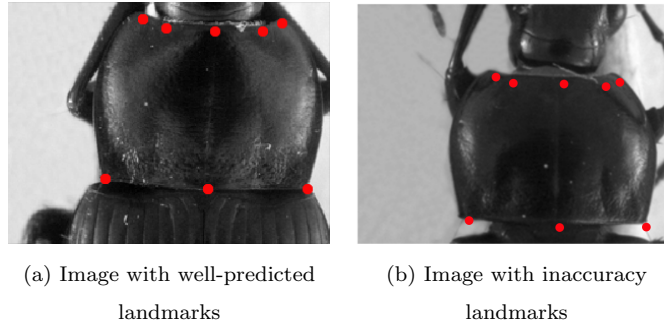 (a) Image with well-predicted
landmarks
(b) Image with inaccuracy
landmarks